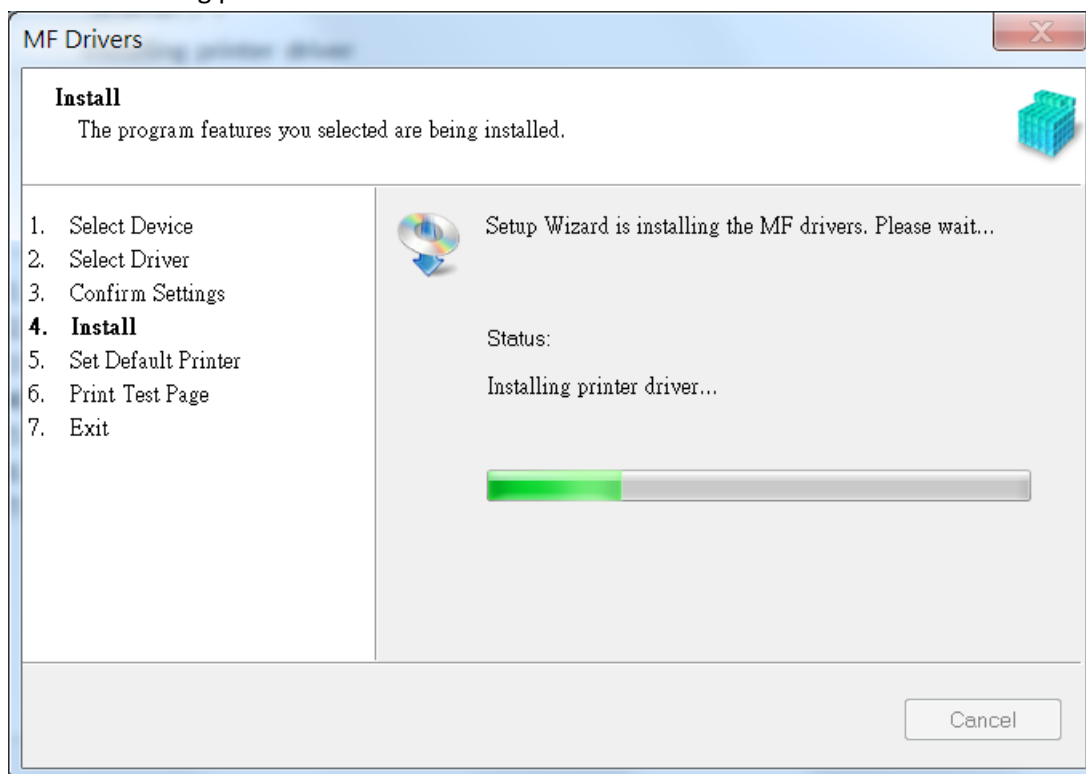 MF Drivers
Install
The program features you selected are being installed.
1. Select Device
2. Select Driver
3. Confirm Settings
4. Install
5. Set Default Printer
6. Print Test Page
7. Exit
Setup Wizard is installing the MF drivers. Please wait...
Status:
Installing printer driver...
Cancel